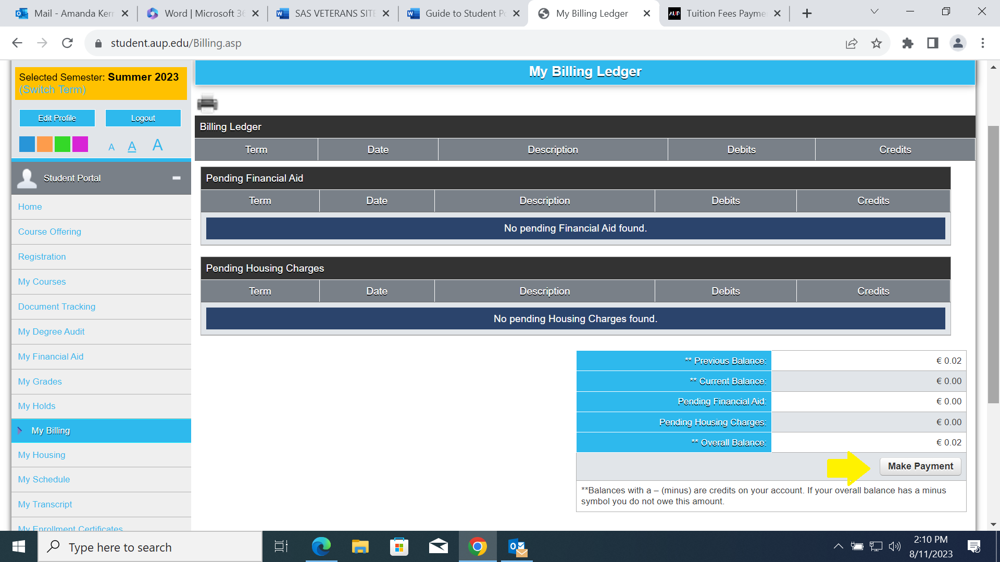 Mail - Amanda Kerr
Word | Microsoft 36
SAS VETERANS SITE
Guide to Student Po
My Billing Ledger
AUP Tuition Fees Payme
student.aup.edu/Billing.asp
Selected Semester: Summer 2023
(Switch Term)
Edit Profile
Logout
A A A
Student Portal
Home
Course Offering
Registration
My Courses
Document Tracking
My Degree Audit
My Financial Aid
My Grades
My Holds
My Billing
My Housing
My Schedule
My Transcript
My Enrollment Certificates
My Billing Ledger
Billing Ledger
Term Date Description Debits Credits
Pending Financial Aid
Term Date Description Debits Credits
No pending Financial Aid found.
Pending Housing Charges
Term Date Description Debits Credits
No pending Housing Charges found.
** Previous Balance: € 0.02
** Current Balance: € 0.00
Pending Financial Aid: € 0.00
Pending Housing Charges: € 0.00
** Overall Balance: € 0.02
Make Payment
**Balances with a – (minus) are credits on your account. If your overall balance has a minus
symbol you do not owe this amount.
Type here to search
2:10 PM
8/11/2023